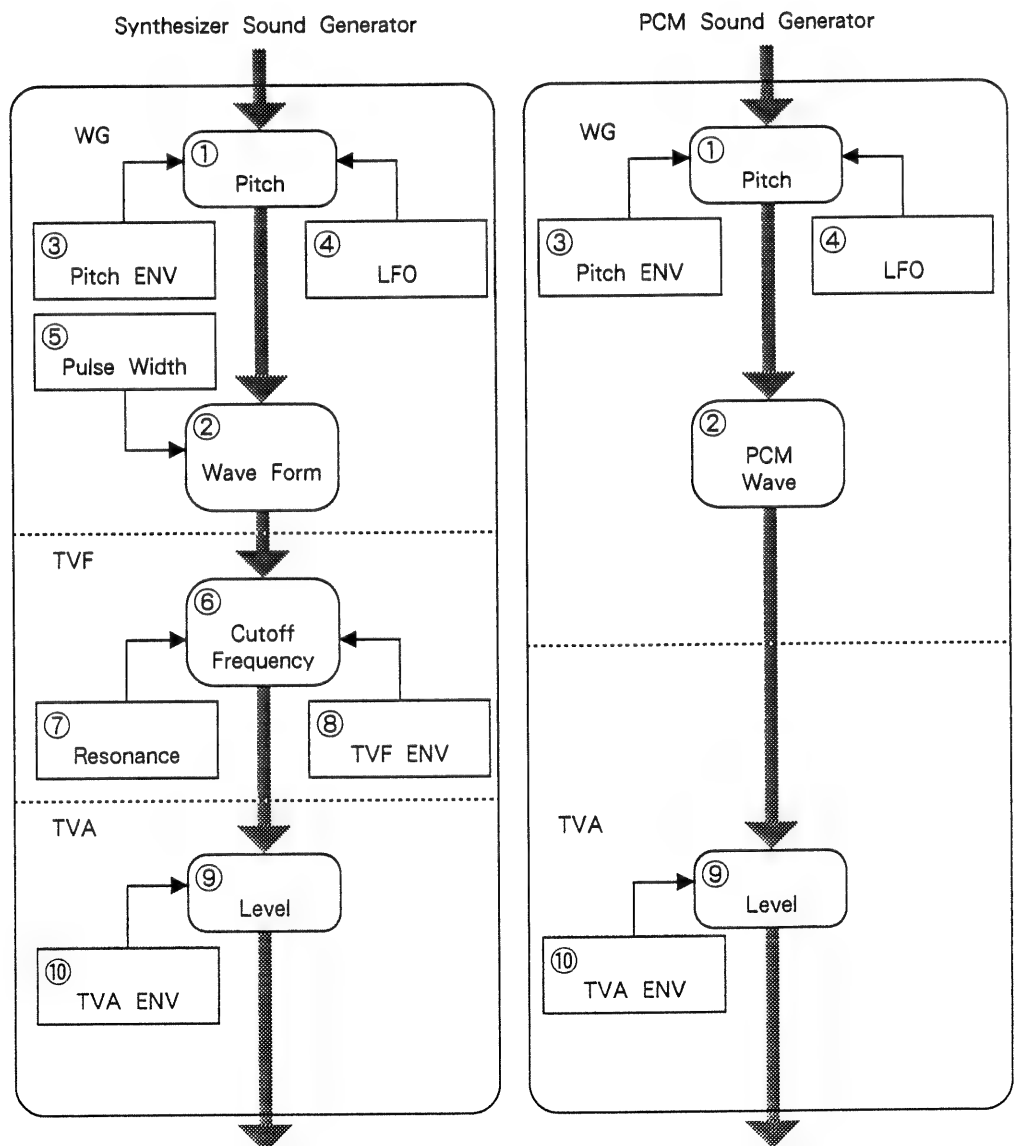 Synthesizer Sound Generator
WG
① Pitch
③ Pitch ENV
④ LFO
⑤ Pulse Width
② Wave Form
TVF
⑥ Cutoff
Frequency
⑦ Resonance
⑧ TVF ENV
TVA
⑨ Level
⑩ TVA ENV
PCM Sound Generator
WG
① Pitch
③ Pitch ENV
④ LFO
② PCM
Wave
TVA
⑨ Level
⑩ TVA ENV